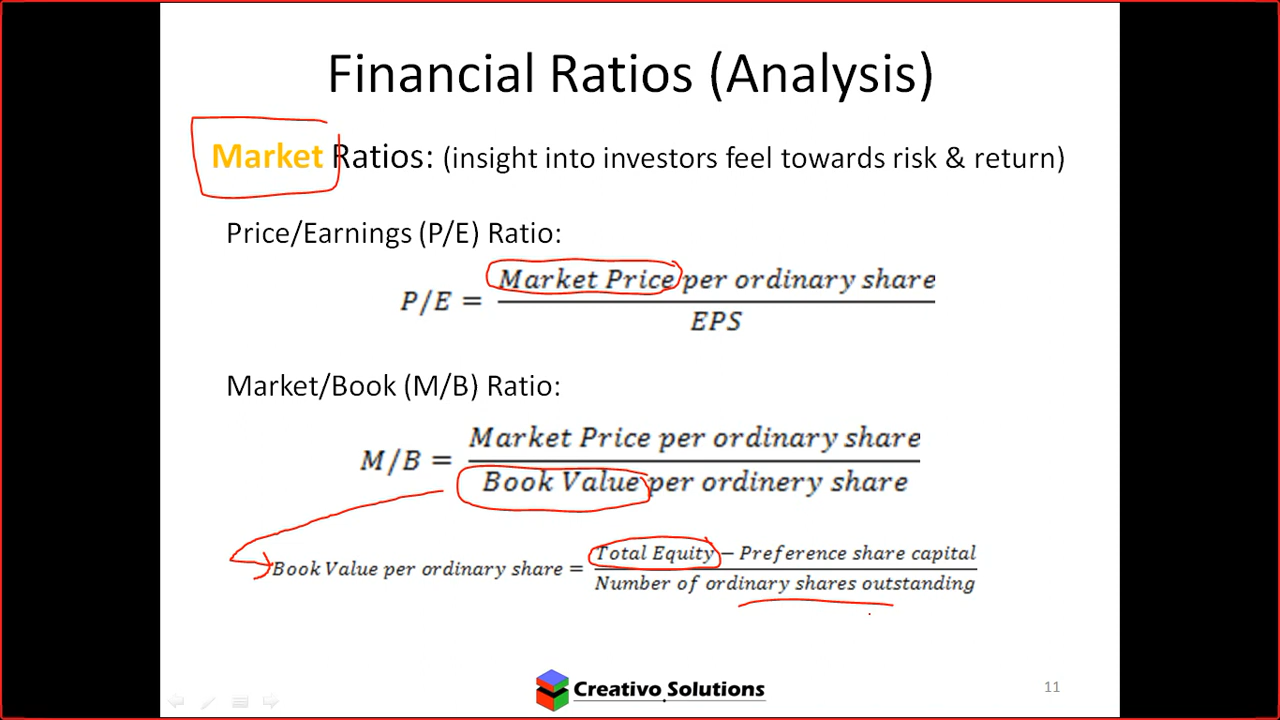 Financial Ratios (Analysis)
Market Ratios: (insight into investors feel towards risk & return)
Price/Earnings (P/E) Ratio:
P/E = Market Price per ordinary share / EPS
Market/Book (M/B) Ratio:
M/B = Market Price per ordinary share / Book Value per ordinery share
Book Value per ordinary share = Total Equity − Preference share capital / Number of ordinary shares outstanding
Creativo Solutions
11